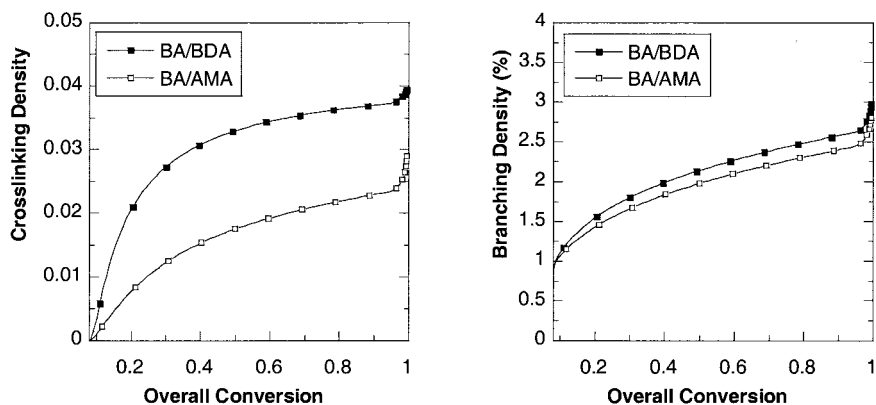 0.05
0.04
0.03
0.02
0.01
0
Crosslinking Density
BA/BDA
BA/AMA
0.2 0.4 0.6 0.8 1
Overall Conversion
4
3.5
3
2.5
2
1.5
1
0.5
0
Branching Density (%)
BA/BDA
BA/AMA
0.2 0.4 0.6 0.8 1
Overall Conversion